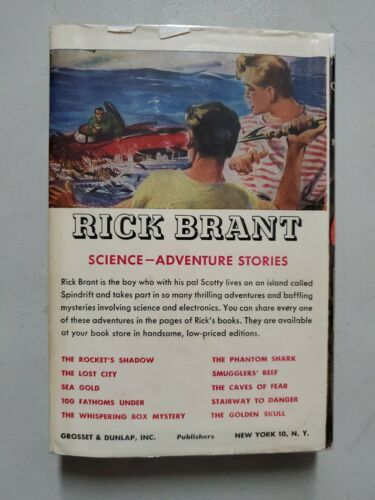 RICK BRANT
SCIENCE—ADVENTURE STORIES
Rick Brant is the boy who with his pal Scotty lives on an island called
Spindrift and takes part in so many thrilling adventures and baffling
mysteries involving science and electronics. You can share every one
of these adventures in the pages of Rick's books. They are available
at your book store in handsome, low-priced editions.
THE ROCKET'S SHADOW
THE LOST CITY
SEA GOLD
100 FATHOMS UNDER
THE WHISPERING BOX MYSTERY
THE PHANTOM SHARK
SMUGGLERS' REEF
THE CAVES OF FEAR
STAIRWAY TO DANGER
THE GOLDEN SKULL
GROSSET & DUNLAP, INC. Publishers NEW YORK 10, N. Y.